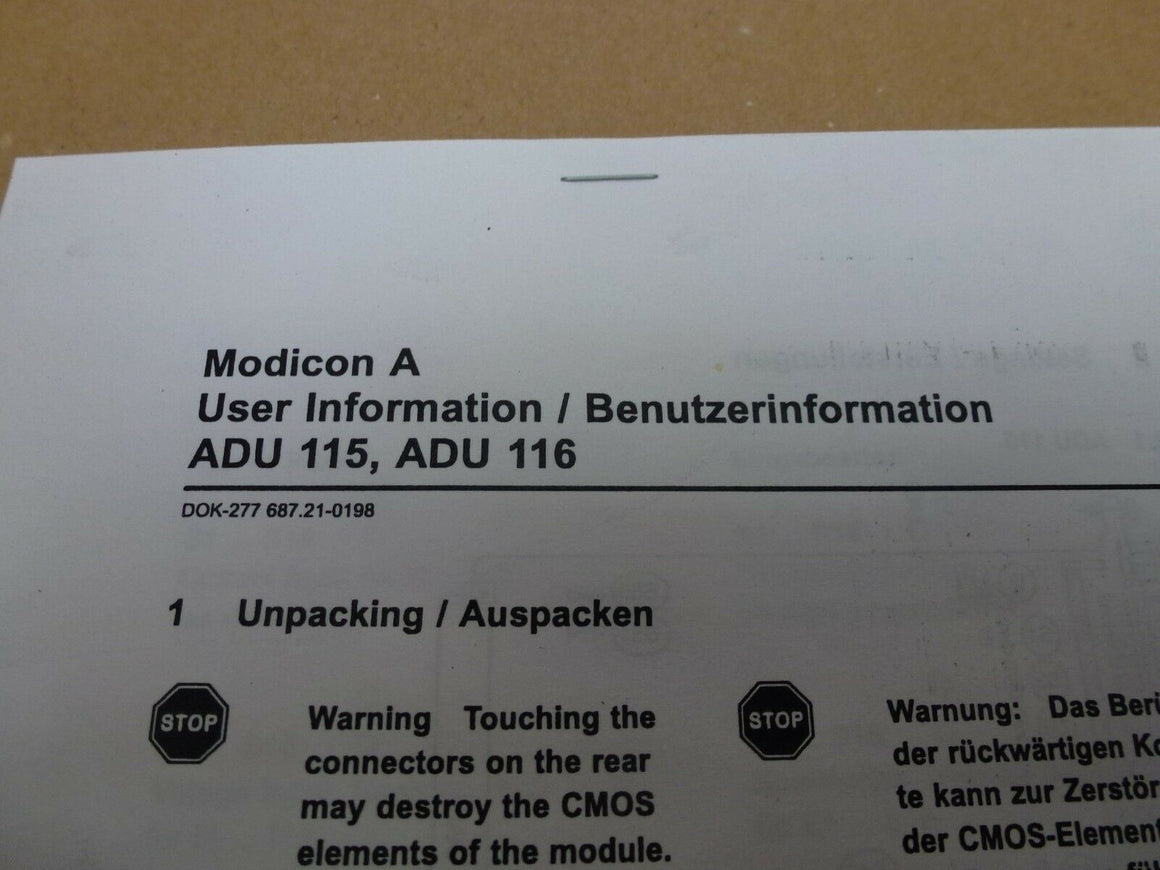 Modicon A
User Information / Benutzerinformation
ADU 115, ADU 116
DOK-277 687.21-0198
1 Unpacking / Auspacken
STOP
Warning Touching the
connectors on the rear
may destroy the CMOS
elements of the module.
STOP
Warnung: Das
der rückwärtigen
te kann zur
der